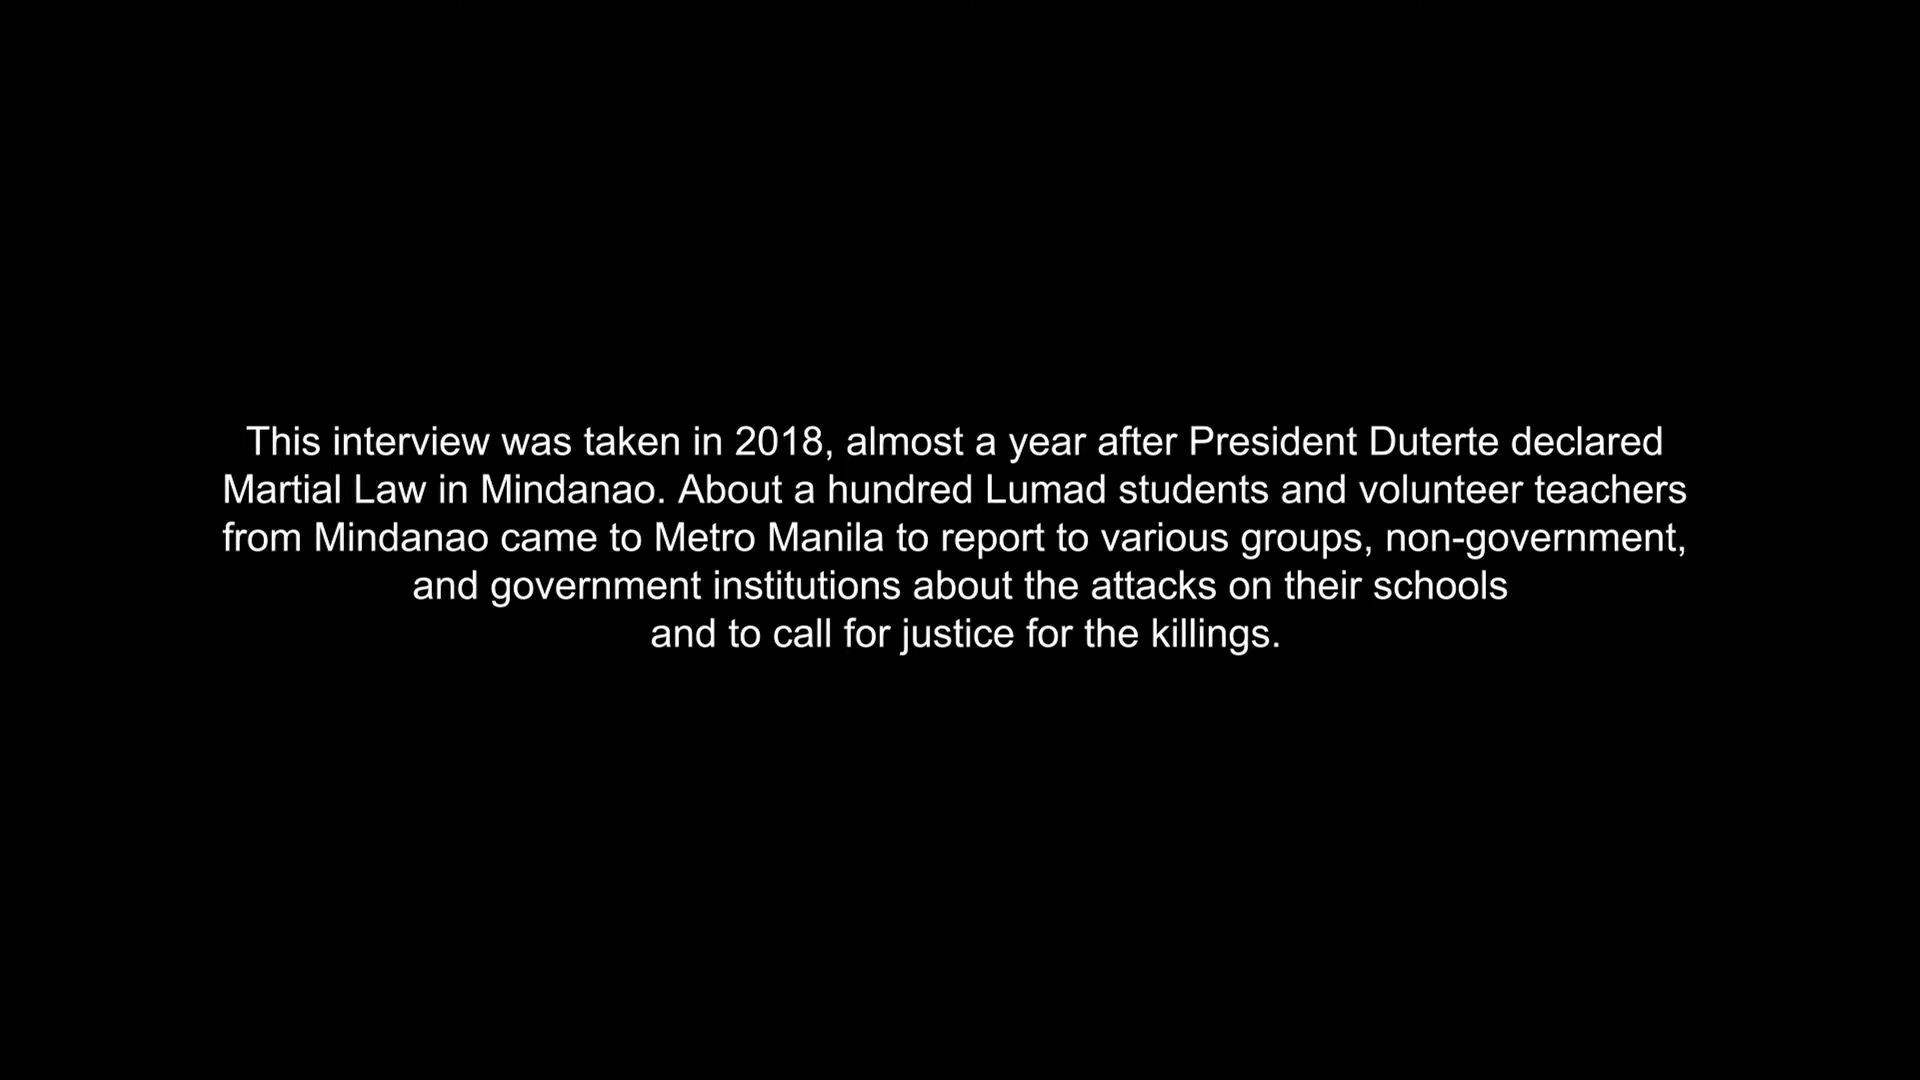 This interview was taken in 2018, almost a year after President Duterte declared
Martial Law in Mindanao. About a hundred Lumad students and volunteer teachers
from Mindanao came to Metro Manila to report to various groups, non-government,
and government institutions about the attacks on their schools
and to call for justice for the killings.